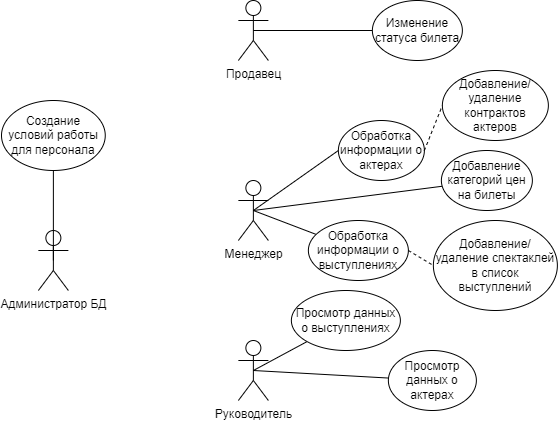 Изменение
статуса билета
Продавец
Создание
условий работы
для персонала
Администратор БД
Добавление/
удаление
контрактов
актеров
Обработка
информации о
актерах
Добавление
категорий цен
на билеты
Менеджер
Обработка
информации о
выступлениях
Добавление/
удаление спектаклей
в список
выступлений
Просмотр данных
о выступлениях
Просмотр
данных о
актерах
Руководитель